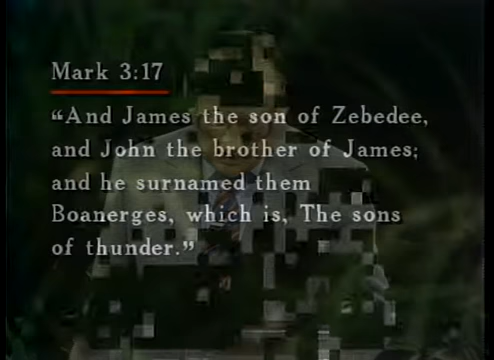 Mark 3:17
“And James the son of Zebedee,
and John the brother of James;
and he surnamed them
Boanerges, which is, The sons
of thunder.”